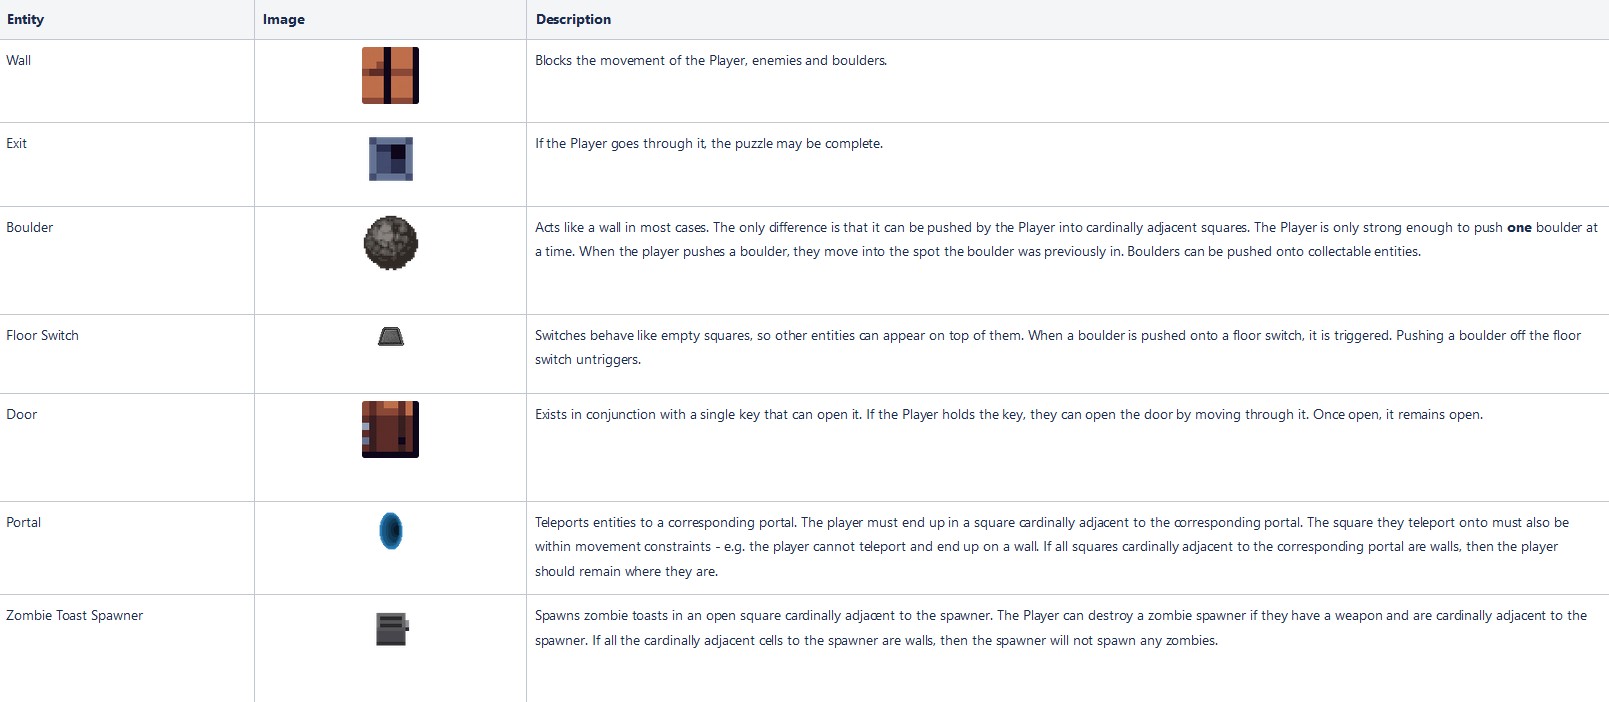 Entity Image Description
Wall
Blocks the movement of the Player, enemies and boulders.
Exit
If the Player goes through it, the puzzle may be complete.
Boulder
Acts like a wall in most cases. The only difference is that it can be pushed by the Player into cardinally adjacent squares. The Player is only strong enough to push one boulder at
a time. When the player pushes a boulder, they move into the spot the boulder was previously in. Boulders can be pushed onto collectable entities.
Floor Switch
Switches behave like empty squares, so other entities can appear on top of them. When a boulder is pushed onto a floor switch, it is triggered. Pushing a boulder off the floor
switch untriggers.
Door
Exists in conjunction with a single key that can open it. If the Player holds the key, they can open the door by moving through it. Once open, it remains open.
Portal
Teleports entities to a corresponding portal. The player must end up in a square cardinally adjacent to the corresponding portal. The square they teleport onto must also be
within movement constraints - e.g. the player cannot teleport and end up on a wall. If all squares cardinally adjacent to the corresponding portal are walls, then the player
should remain where they are.
Zombie Toast Spawner
Spawns zombie toasts in an open square cardinally adjacent to the spawner. The Player can destroy a zombie spawner if they have a weapon and are cardinally adjacent to the
spawner. If all the cardinally adjacent cells to the spawner are walls, then the spawner will not spawn any zombies.